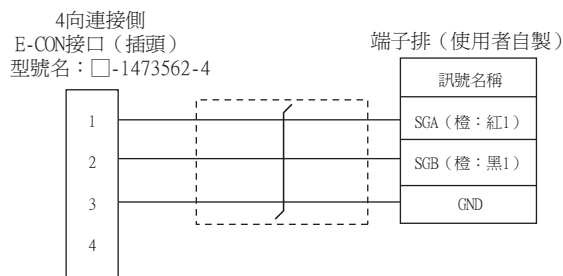 4向連接側
E-CON接口（插頭）
型號名：□-1473562-4
端子排（使用者自製）
訊號名稱
1
SGA（橙：紅1）
2
SGB（橙：黑1）
3
GND
4